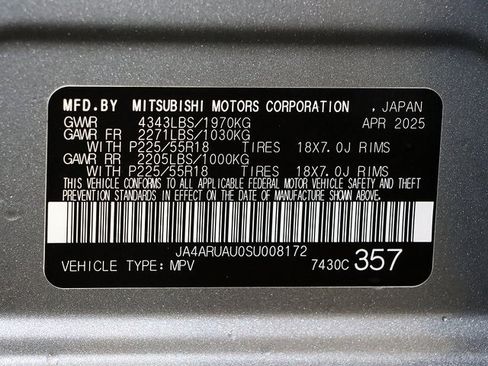 MFD.BY MITSUBISHI MOTORS CORPORATION , JAPAN
GVWR 4343LBS/1970KG APR 2025
GAWR FR 2271LBS/1030KG
WITH P225/55R18 TIRES 18X7.0J RIMS
GAWR RR 2205LBS/1000KG
WITH P225/55R18 TIRES 18X7.0J RIMS
THIS VEHICLE CONFORMS TO ALL APPLICABLE FEDERAL MOTOR VEHICLE SAFETY AND THEFT
PREVENTION STANDARDS IN EFFECT ON THE DATE OF MANUFACTURE SHOWN ABOVE.
JA4ARUAU0SU008172
VEHICLE TYPE: MPV 7430C 357